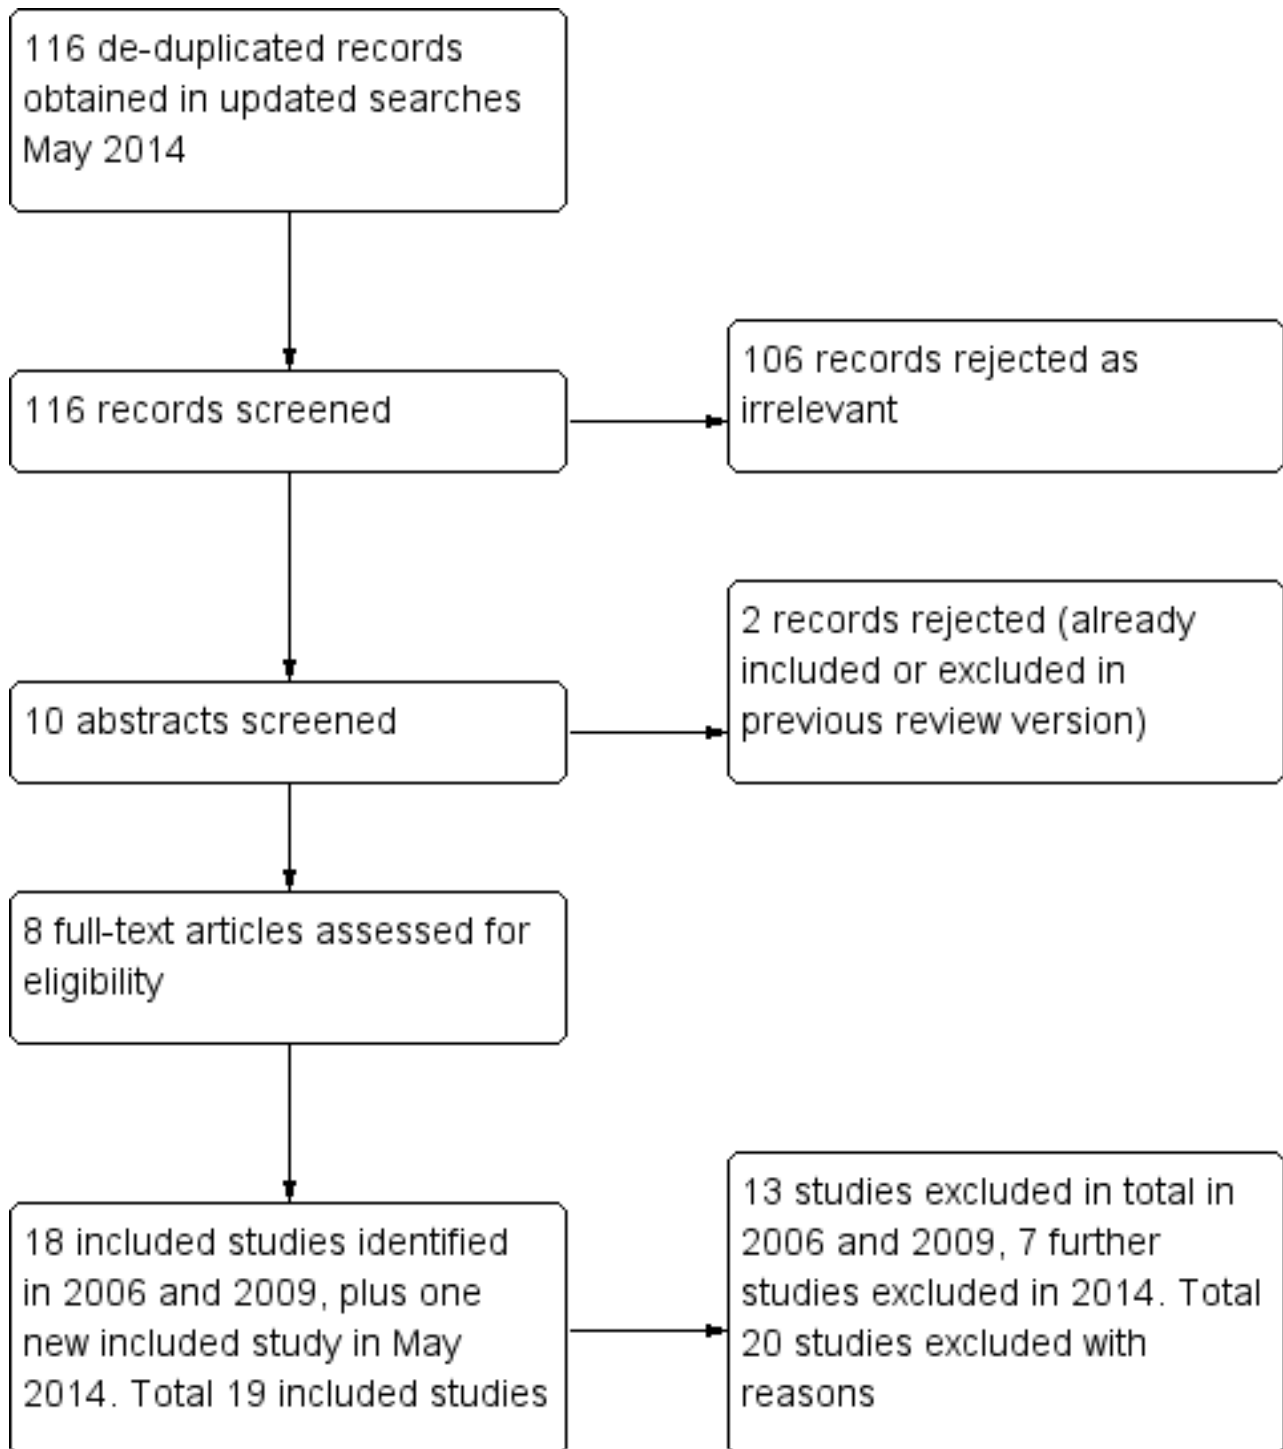 116 de-duplicated records
obtained in updated searches
May 2014
116 records screened
106 records rejected as
irrelevant
10 abstracts screened
2 records rejected (already
included or excluded in
previous review version)
8 full-text articles assessed for
eligibility
18 included studies identified
in 2006 and 2009, plus one
new included study in May
2014. Total 19 included studies
13 studies excluded in total in
2006 and 2009, 7 further
studies excluded in 2014. Total
20 studies excluded with
reasons